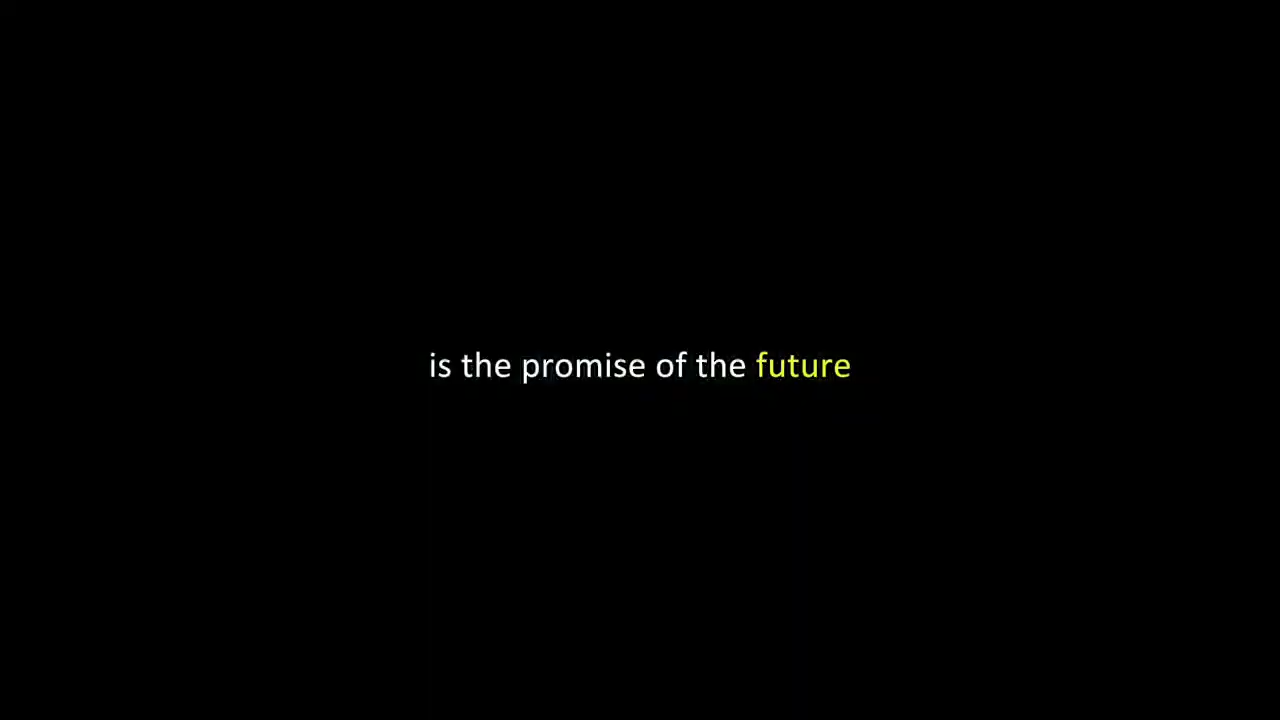 is the promise of the future